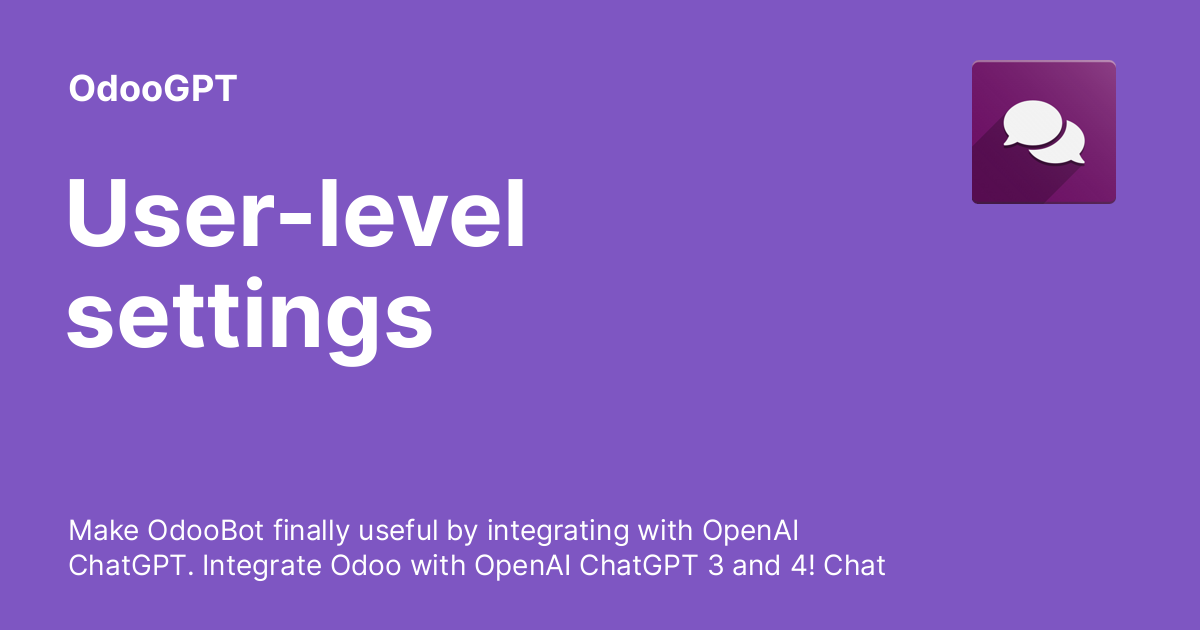 OdooGPT
User-level
settings
Make OdooBot finally useful by integrating with OpenAI
ChatGPT. Integrate Odoo with OpenAI ChatGPT 3 and 4! Chat